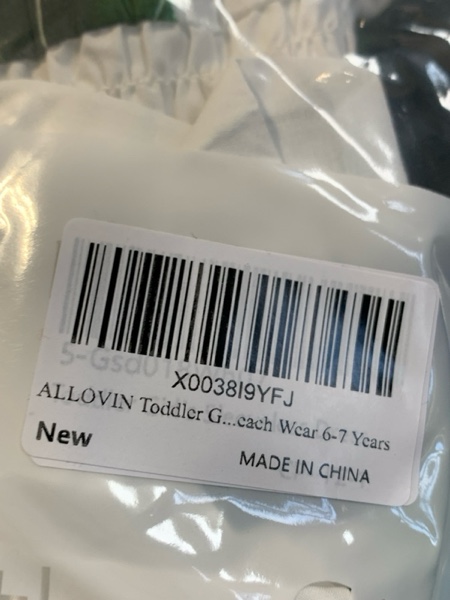 X0038I9YFJ
ALLOVIN Toddler G...each Wear 6-7 Years
New
MADE IN CHINA